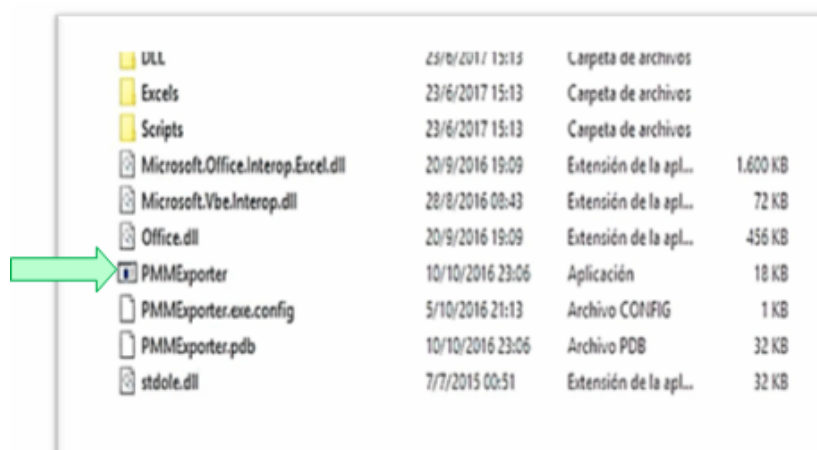 DLL 23/6/2017 15:13 Carpeta de archivos
Excels 23/6/2017 15:13 Carpeta de archivos
Scripts 23/6/2017 15:13 Carpeta de archivos
Microsoft.Office.Interop.Excel.dll 20/9/2016 19:09 Extensión de la apl... 1.600 KB
Microsoft.Vbe.Interop.dll 28/8/2016 08:43 Extensión de la apl... 72 KB
Office.dll 20/9/2016 19:09 Extensión de la apl... 456 KB
PMMExporter 10/10/2016 23:06 Aplicación 18 KB
PMMExporter.exe.config 5/10/2016 21:13 Archivo CONFIG 1 KB
PMMExporter.pdb 10/10/2016 23:06 Archivo PDB 32 KB
stdole.dll 7/7/2015 00:51 Extensión de la apl... 32 KB